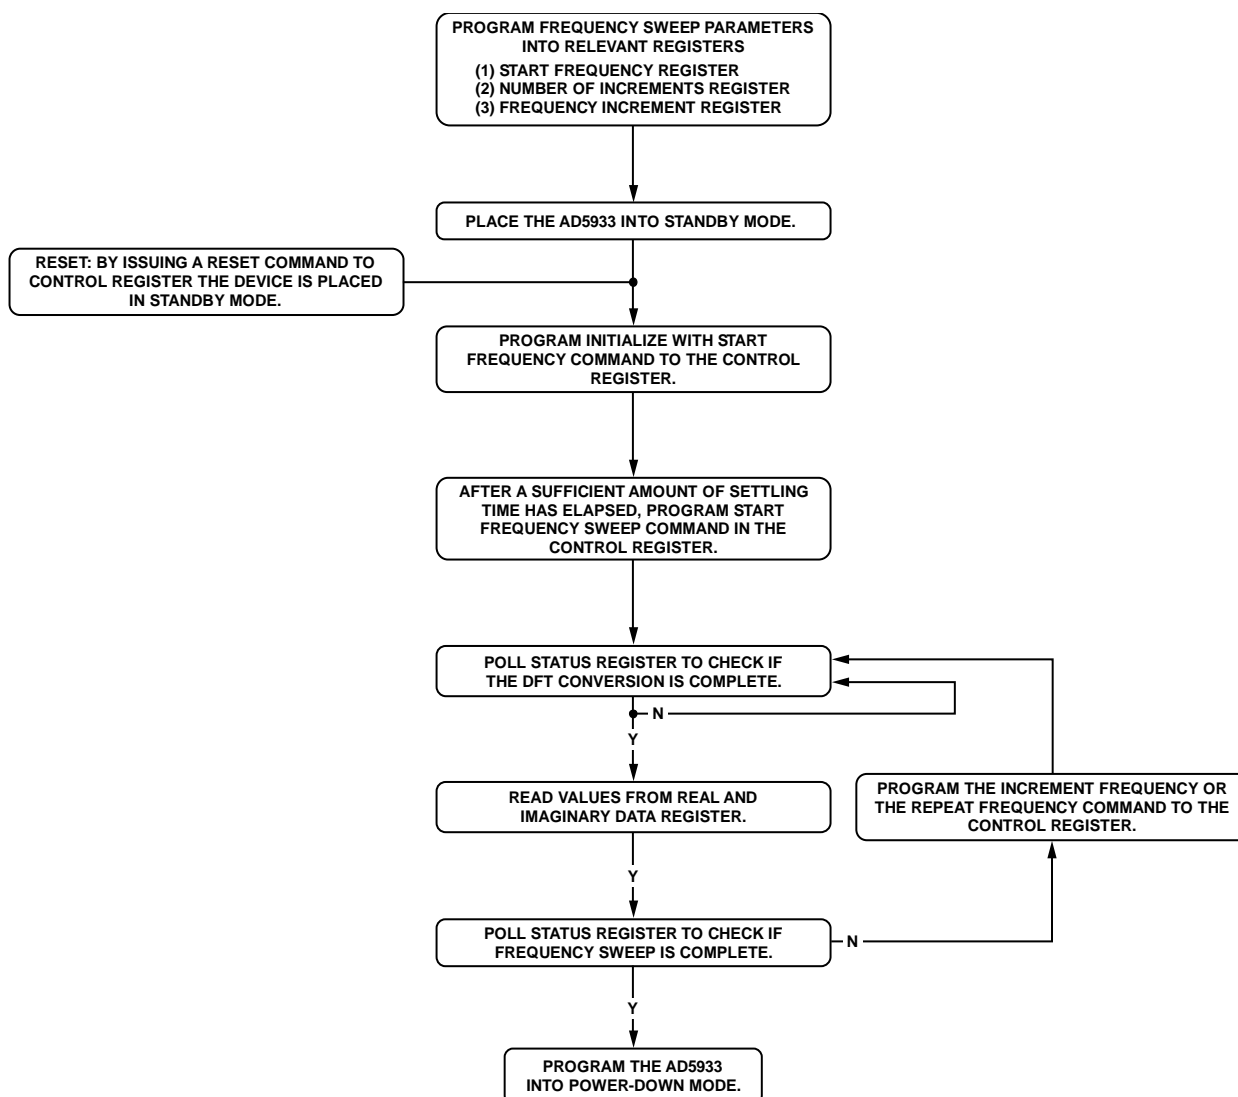 PROGRAM FREQUENCY SWEEP PARAMETERS
INTO RELEVANT REGISTERS
(1) START FREQUENCY REGISTER
(2) NUMBER OF INCREMENTS REGISTER
(3) FREQUENCY INCREMENT REGISTER
PLACE THE AD5933 INTO STANDBY MODE.
RESET: BY ISSUING A RESET COMMAND TO
CONTROL REGISTER THE DEVICE IS PLACED
IN STANDBY MODE.
PROGRAM INITIALIZE WITH START
FREQUENCY COMMAND TO THE CONTROL
REGISTER.
AFTER A SUFFICIENT AMOUNT OF SETTLING
TIME HAS ELAPSED, PROGRAM START
FREQUENCY SWEEP COMMAND IN THE
CONTROL REGISTER.
POLL STATUS REGISTER TO CHECK IF
THE DFT CONVERSION IS COMPLETE.
N
Y
READ VALUES FROM REAL AND
IMAGINARY DATA REGISTER.
PROGRAM THE INCREMENT FREQUENCY OR
THE REPEAT FREQUENCY COMMAND TO THE
CONTROL REGISTER.
Y
POLL STATUS REGISTER TO CHECK IF
FREQUENCY SWEEP IS COMPLETE.
N
Y
PROGRAM THE AD5933
INTO POWER-DOWN MODE.